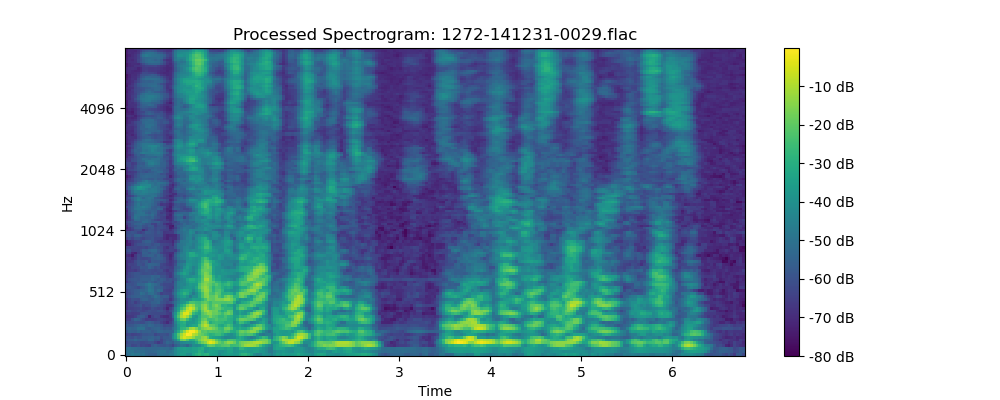 Processed Spectrogram: 1272-141231-0029.flac
Hz
4096
2048
1024
512
0
0 1 2 3 4 5 6
Time
-10 dB
-20 dB
-30 dB
-40 dB
-50 dB
-60 dB
-70 dB
-80 dB